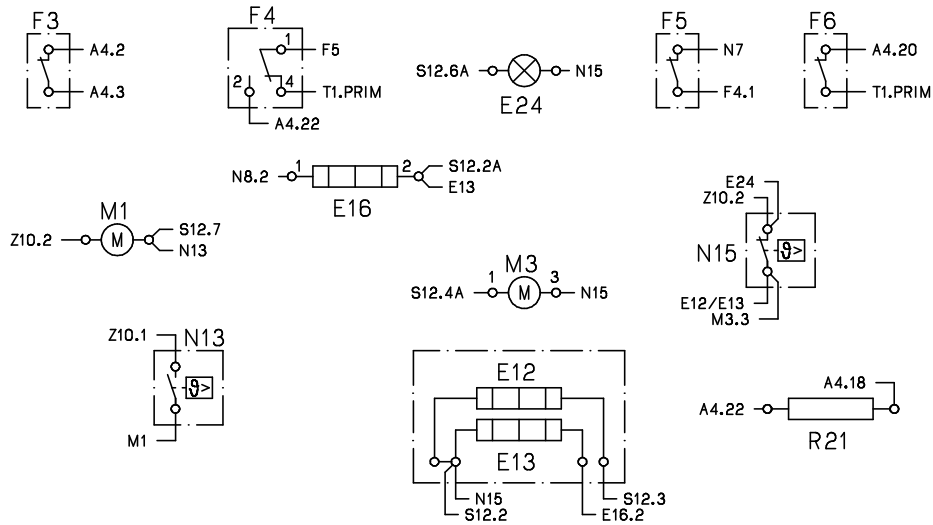 F3
A4.2
A4.3
F4
1
F5
2
4
T1.PRIM
A4.22
S12.6A
N15
E24
F5
N7
F4.1
F6
A4.20
T1.PRIM
N8.2
1
2
S12.2A
E13
E16
M1
Z10.2
M
S12.7
N13
M3
S12.4A
1
M
3
N15
E24
Z10.2
N15
ϑ>
E12/E13
M3.3
Z10.1
N13
ϑ>
M1
E12
E13
N15
S12.2
S12.3
E16.2
A4.18
A4.22
R21